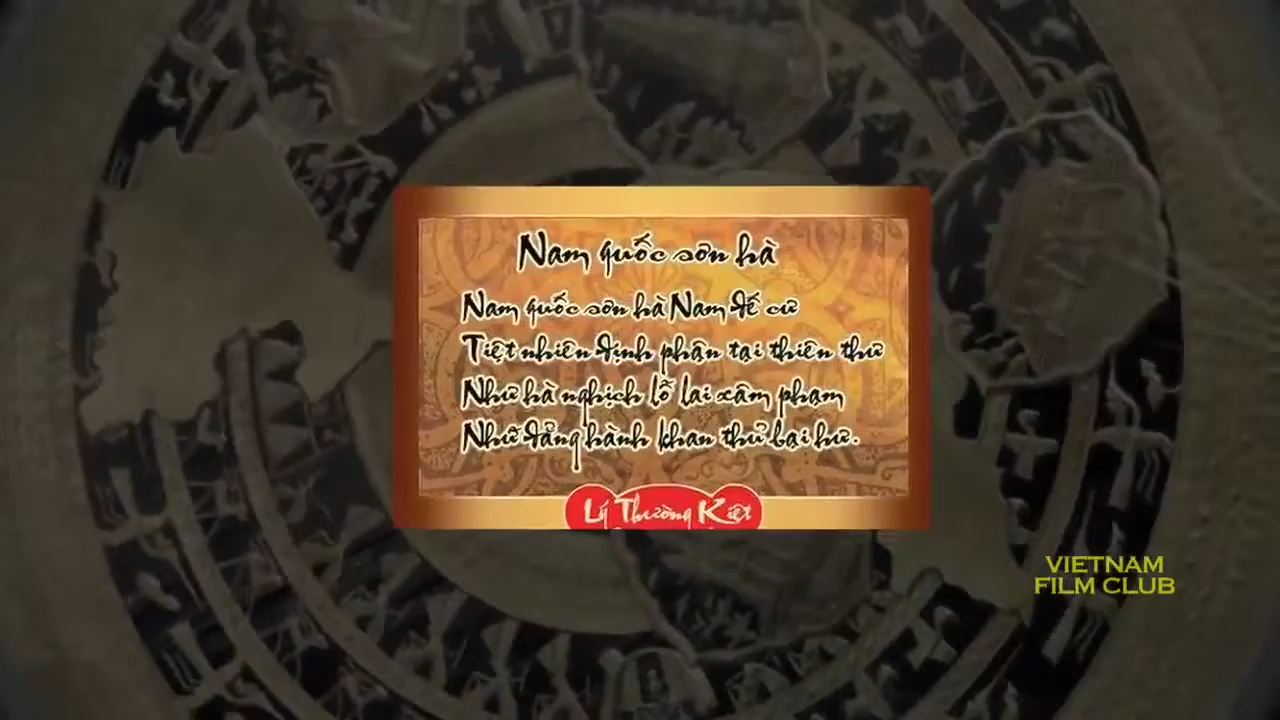 Nam quốc sơn hà
Nam quốc sơn hà Nam đế cư
Tiệt nhiên định phận tại thiên thư
Như hà nghịch lỗ lai xâm phạm
Nhữ đẳng hành khan thủ bại hư.
Lý Thường Kiệt
VIETNAM
FILM CLUB